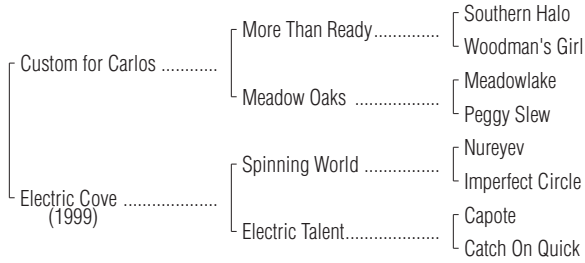 Southern Halo
More Than Ready...............
Woodman's Girl
Custom for Carlos ............
Meadowlake
Meadow Oaks ..................
Peggy Slew
Nureyev
Spinning World ................
Imperfect Circle
Electric Cove ....................
(1999)
Capote
Electric Talent....................
Catch On Quick